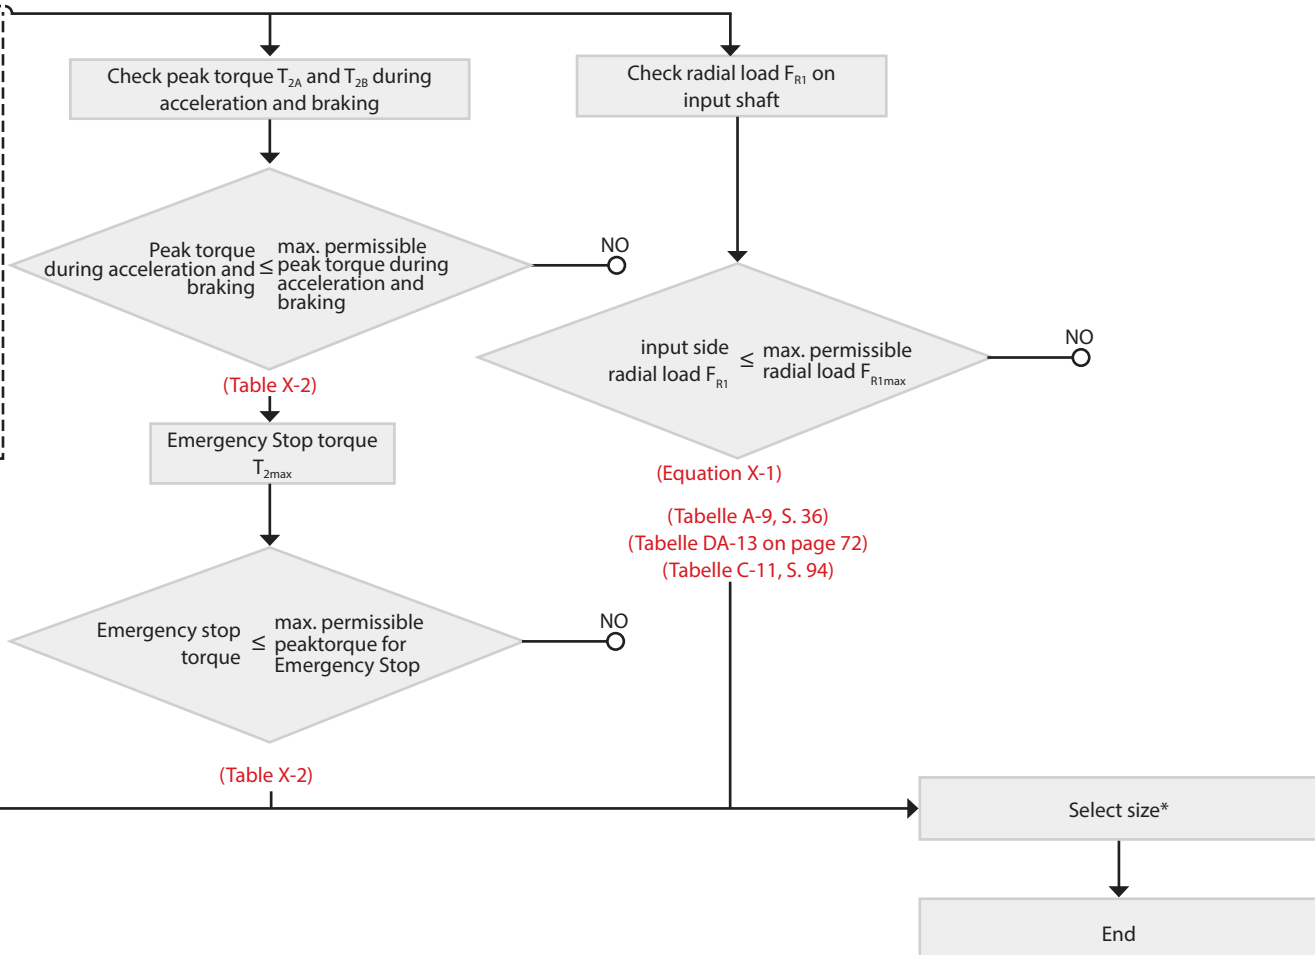 Check peak torque T2A and T2B during
acceleration and braking
Check radial load FR1 on
input shaft
Peak torque
during acceleration and
braking
≤
max. permissible
peak torque during
acceleration and
braking
NO
(Table X-2)
input side
radial load FR1
≤
max. permissible
radial load FR1max
NO
Emergency Stop torque
T2max
(Equation X-1)
(Tabelle A-9, S. 36)
(Tabelle DA-13 on page 72)
(Tabelle C-11, S. 94)
Emergency stop
torque
≤
max. permissible
peaktorque for
Emergency Stop
NO
(Table X-2)
Select size*
End